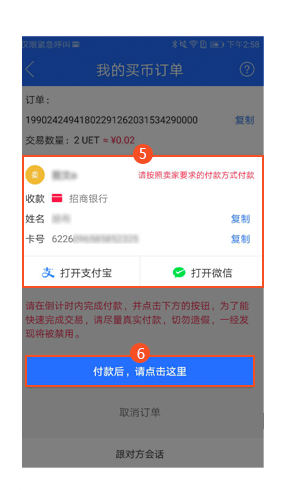 仅限紧急呼叫 下午2:58
我的买币订单
订单：
19902424941802291262031534290000 复制
交易数量：2 UET ≈ ¥0.02
5
卖 请按照卖家要求的付款方式付款
收款 招商银行
姓名 复制
卡号 6226 复制
打开支付宝 打开微信
请在倒计时内完成付款，并点击下方的按钮，为了能
快速完成交易，请尽量真实付款，切勿造假，一经发
现将被禁用。
6
付款后，请点击这里
取消订单
跟对方会话